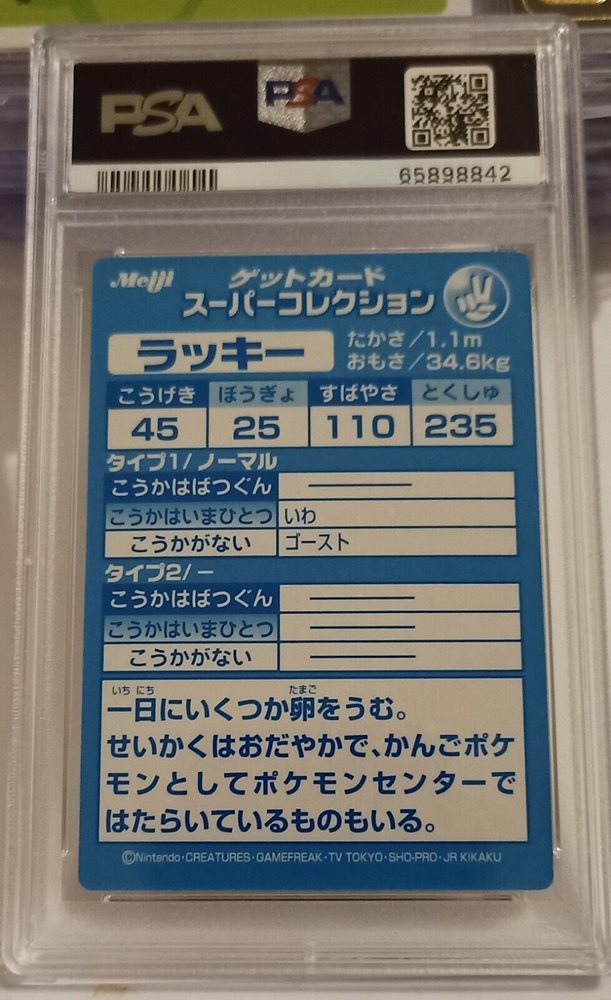 PSA
PSA
65898842
Meiji
ゲットカード
スーパーコレクション
ラッキー
たかさ/1.1m
おもさ/34.6kg
こうげき ぼうぎょ すばやさ とくしゅ
45 25 110 235
タイプ1/ノーマル
こうかはばつぐん ―
こうかはいまひとつ いわ
こうかがない ゴースト
タイプ2/ー
こうかはばつぐん ―
こうかはいまひとつ ―
こうかがない ―
いちにち たまご
一日にいくつか卵をうむ。
せいかくはおだやかで、かんごポケ
モンとしてポケモンセンターで
はたらいているものもいる。
©Nintendo・CREATURES・GAMEFREAK・TV TOKYO・SHO-PRO・JR KIKAKU